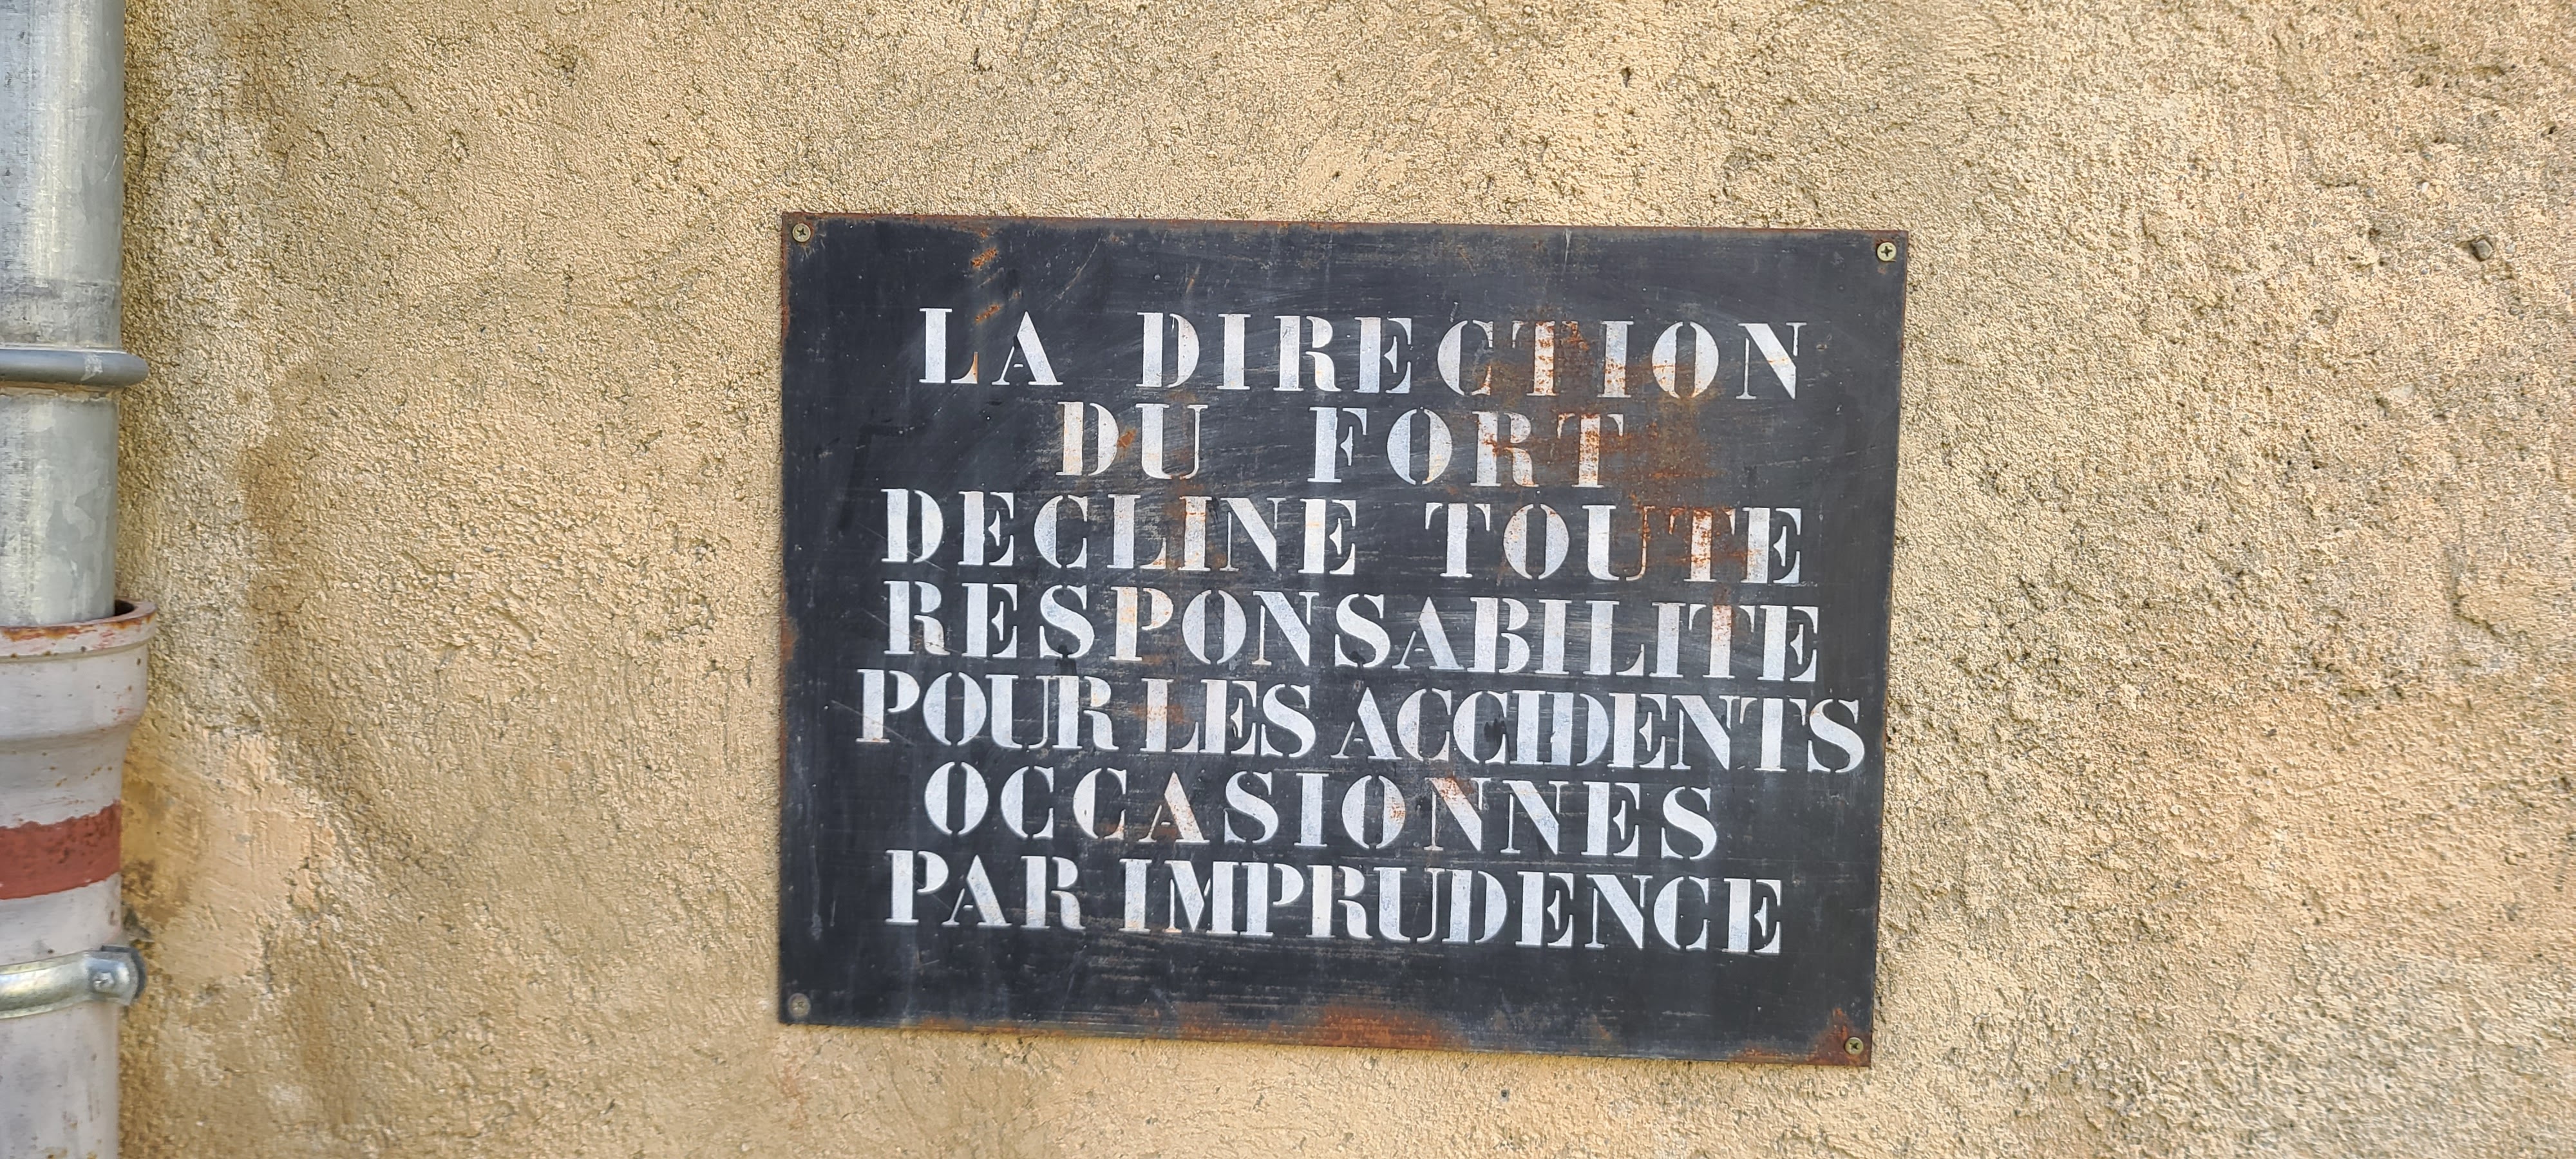 LA DIRECTION
DU FORT
DECLINE TOUTE
RESPONSABILITE
POUR LES ACCIDENTS
OCCASIONNES
PAR IMPRUDENCE